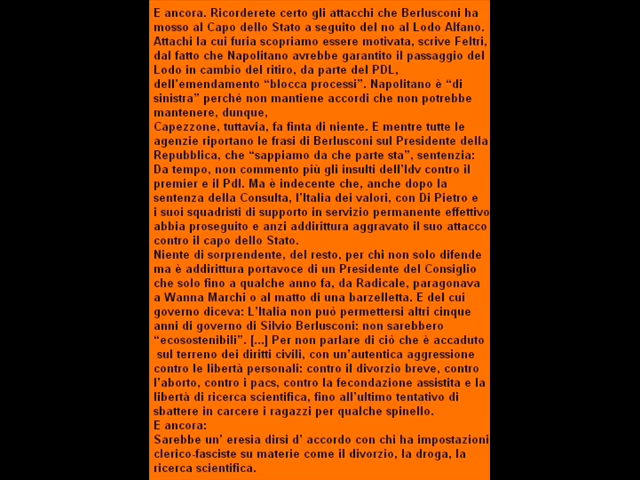 E ancora. Ricorderete certo gli attacchi che Berlusconi ha
mosso al Capo dello Stato a seguito del no al Lodo Alfano.
Attachi la cui furia scopriamo essere motivata, scrive Feltri,
dal fatto che Napolitano avrebbe garantito il passaggio del
Lodo in cambio del ritiro, da parte del PDL,
dell'emendamento “blocca processi”. Napolitano è “di
sinistra” perché non mantiene accordi che non potrebbe
mantenere, dunque,
Capezzone, tuttavia, fa finta di niente. E mentre tutte le
agenzie riportano le frasi di Berlusconi sul Presidente della
Repubblica, che “sappiamo da che parte sta”, sentenzia:
Da tempo, non commento più gli insulti dell'Idv contro il
premier e il Pdl. Ma è indecente che, anche dopo la
sentenza della Consulta, l'Italia dei valori, con Di Pietro e
i suoi squadristi di supporto in servizio permanente effettivo,
abbia proseguito e anzi addirittura aggravato il suo attacco
contro il capo dello Stato.
Niente di sorprendente, del resto, per chi non solo difende
ma è addirittura portavoce di un Presidente del Consiglio
che solo fino a qualche anno fa, da Radicale, paragonava
a Wanna Marchi o al matto di una barzelletta. E del cui
governo diceva: L'Italia non può permettersi altri cinque
anni di governo di Silvio Berlusconi: non sarebbero
“ecosostenibili”. [...] Per non parlare di ciò che è accaduto
sul terreno dei diritti civili, con un'autentica aggressione
contro le libertà personali: contro il divorzio breve, contro
l'aborto, contro i pacs, contro la fecondazione assistita e la
libertà di ricerca scientifica, fino all'ultimo tentativo di
sbattere in carcere i ragazzi per qualche spinello.
E ancora:
Sarebbe un' eresia dirsi d' accordo con chi ha impostazioni
clerico-fasciste su materie come il divorzio, la droga, la
ricerca scientifica.